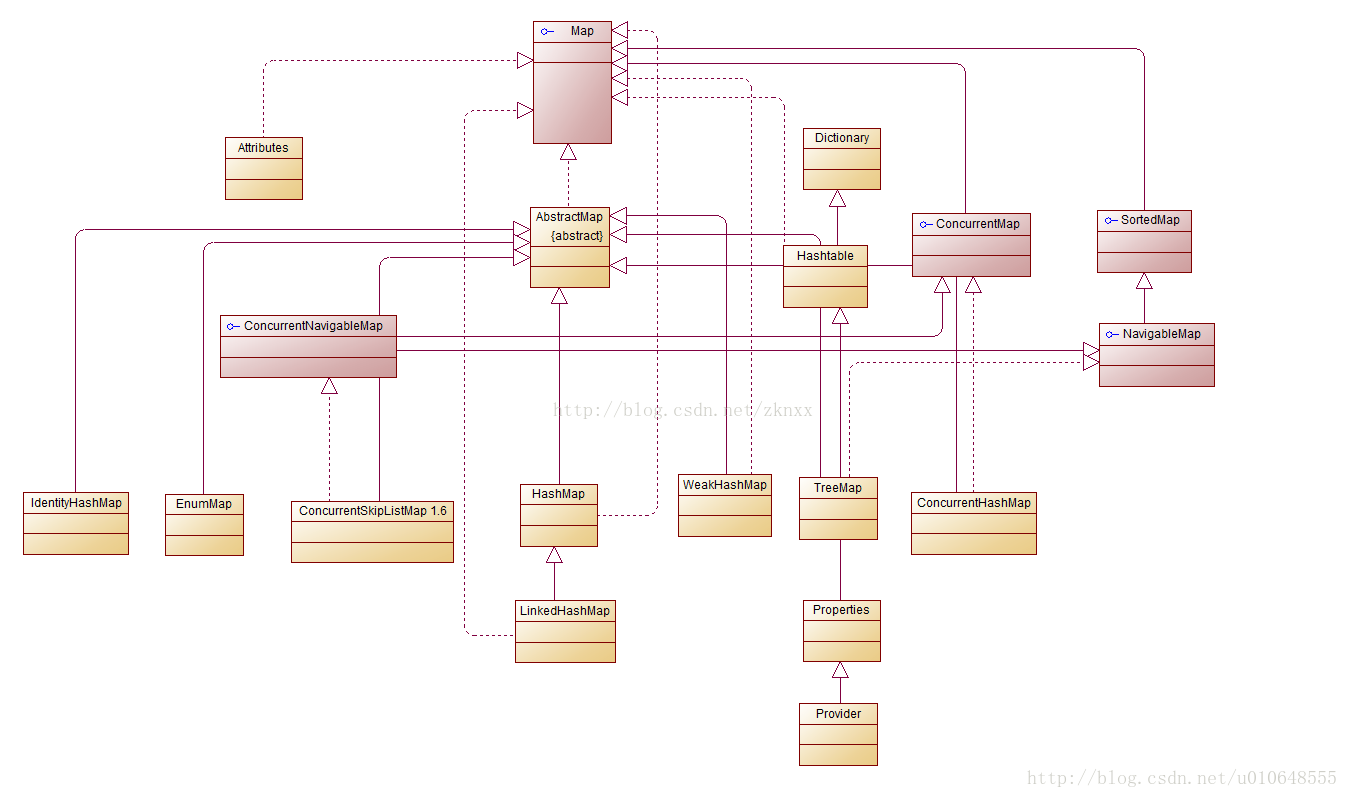 Map
Dictionary
Attributes
AbstractMap
{abstract}
ConcurrentMap
SortedMap
Hashtable
ConcurrentNavigableMap
NavigableMap
http://blog.csdn.net/zknxx
IdentityHashMap
EnumMap
ConcurrentSkipListMap 1.6
HashMap
WeakHashMap
TreeMap
ConcurrentHashMap
LinkedHashMap
Properties
Provider
http://blog.csdn.net/u010648555